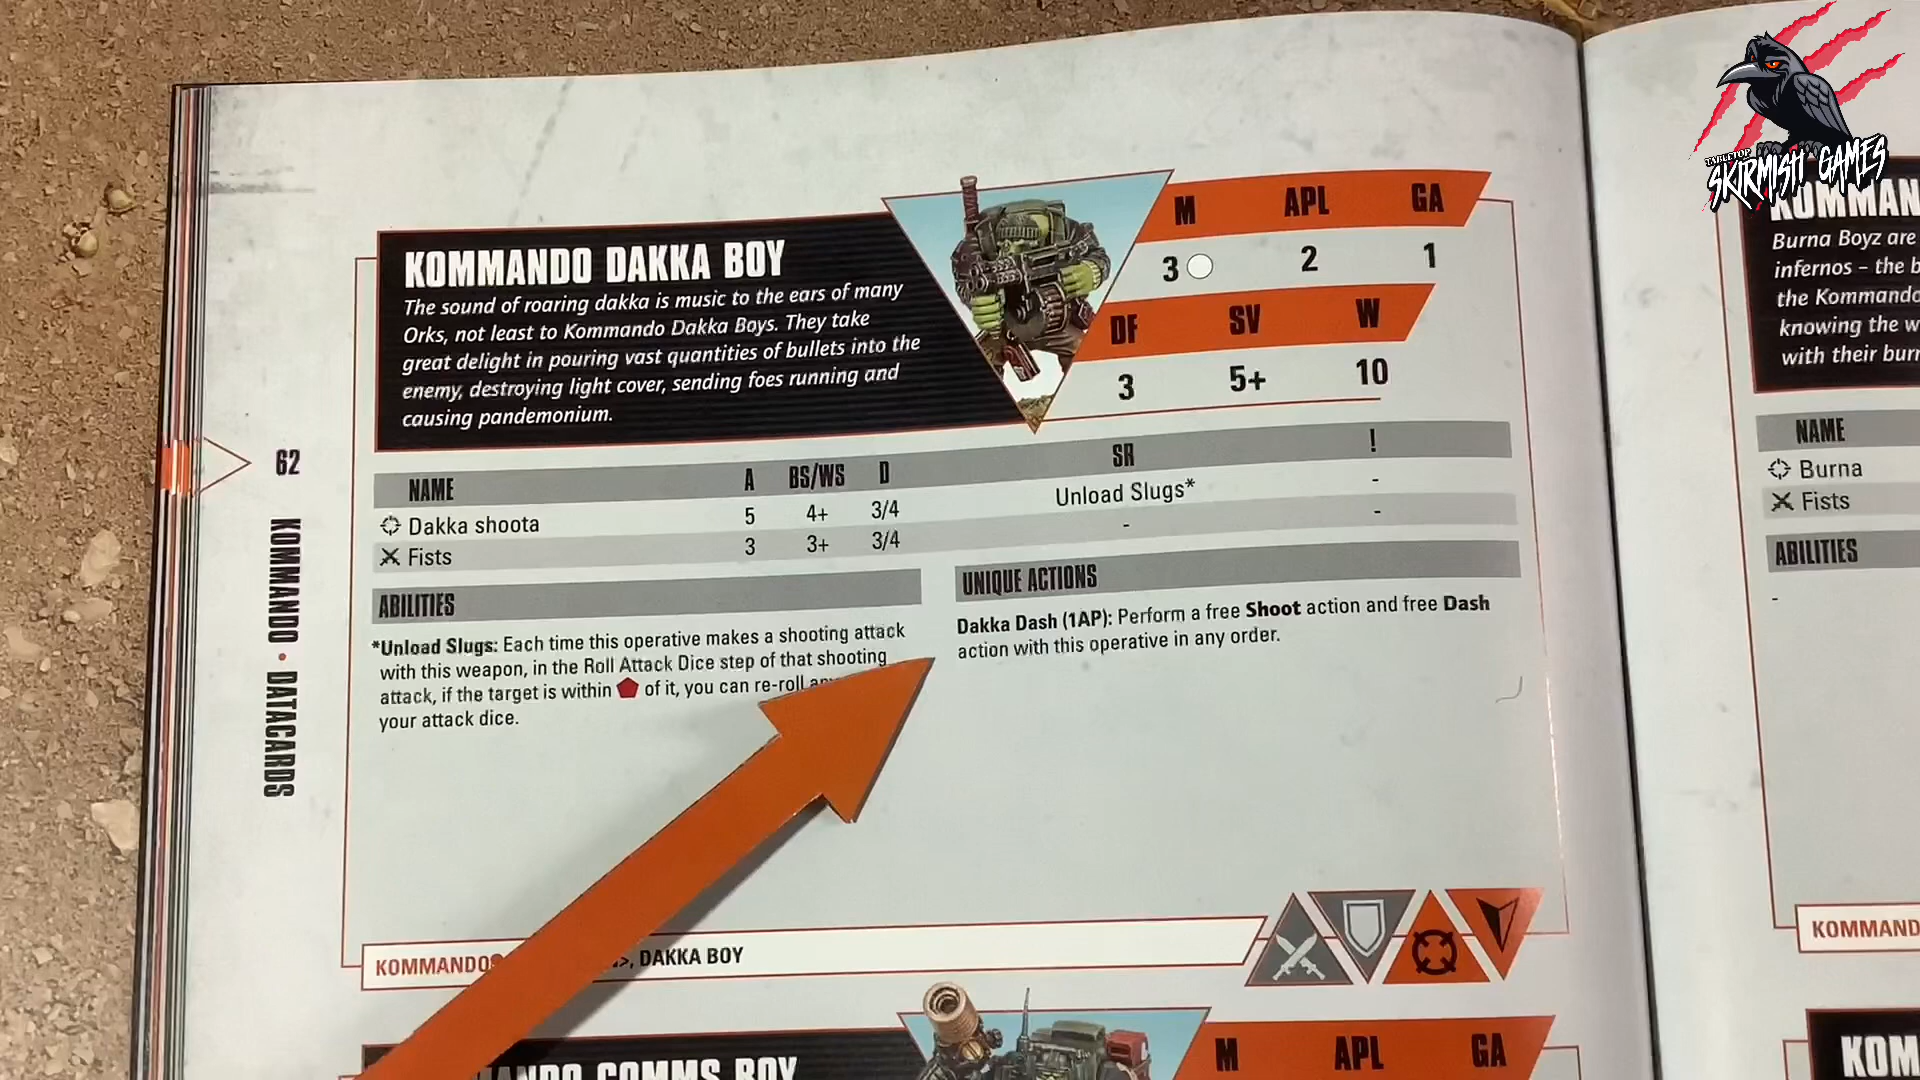 TABLETOP
SKIRMISH GAMES
KOMMANDO DAKKA BOY
The sound of roaring dakka is music to the ears of many
Orks, not least to Kommando Dakka Boys. They take
great delight in pouring vast quantities of bullets into the
enemy, destroying light cover, sending foes running and
causing pandemonium.
M APL GA
3 2 1
DF SV W
3 5+ 10
NAME A BS/WS D SR !
Dakka shoota 5 4+ 3/4 Unload Slugs* -
Fists 3 3+ 3/4 - -
ABILITIES
*Unload Slugs: Each time this operative makes a shooting attack
with this weapon, in the Roll Attack Dice step of that shooting
attack, if the target is within of it, you can re-roll
your attack dice.
UNIQUE ACTIONS
Dakka Dash (1AP): Perform a free Shoot action and free Dash
action with this operative in any order.
, DAKKA BOY
62
KOMMANDO • DATACARDS
COMMS BOY
M APL GA
Burna Boyz are
infernos – the
the
knowing the
with their
NAME
Burna
Fists
ABILITIES
-